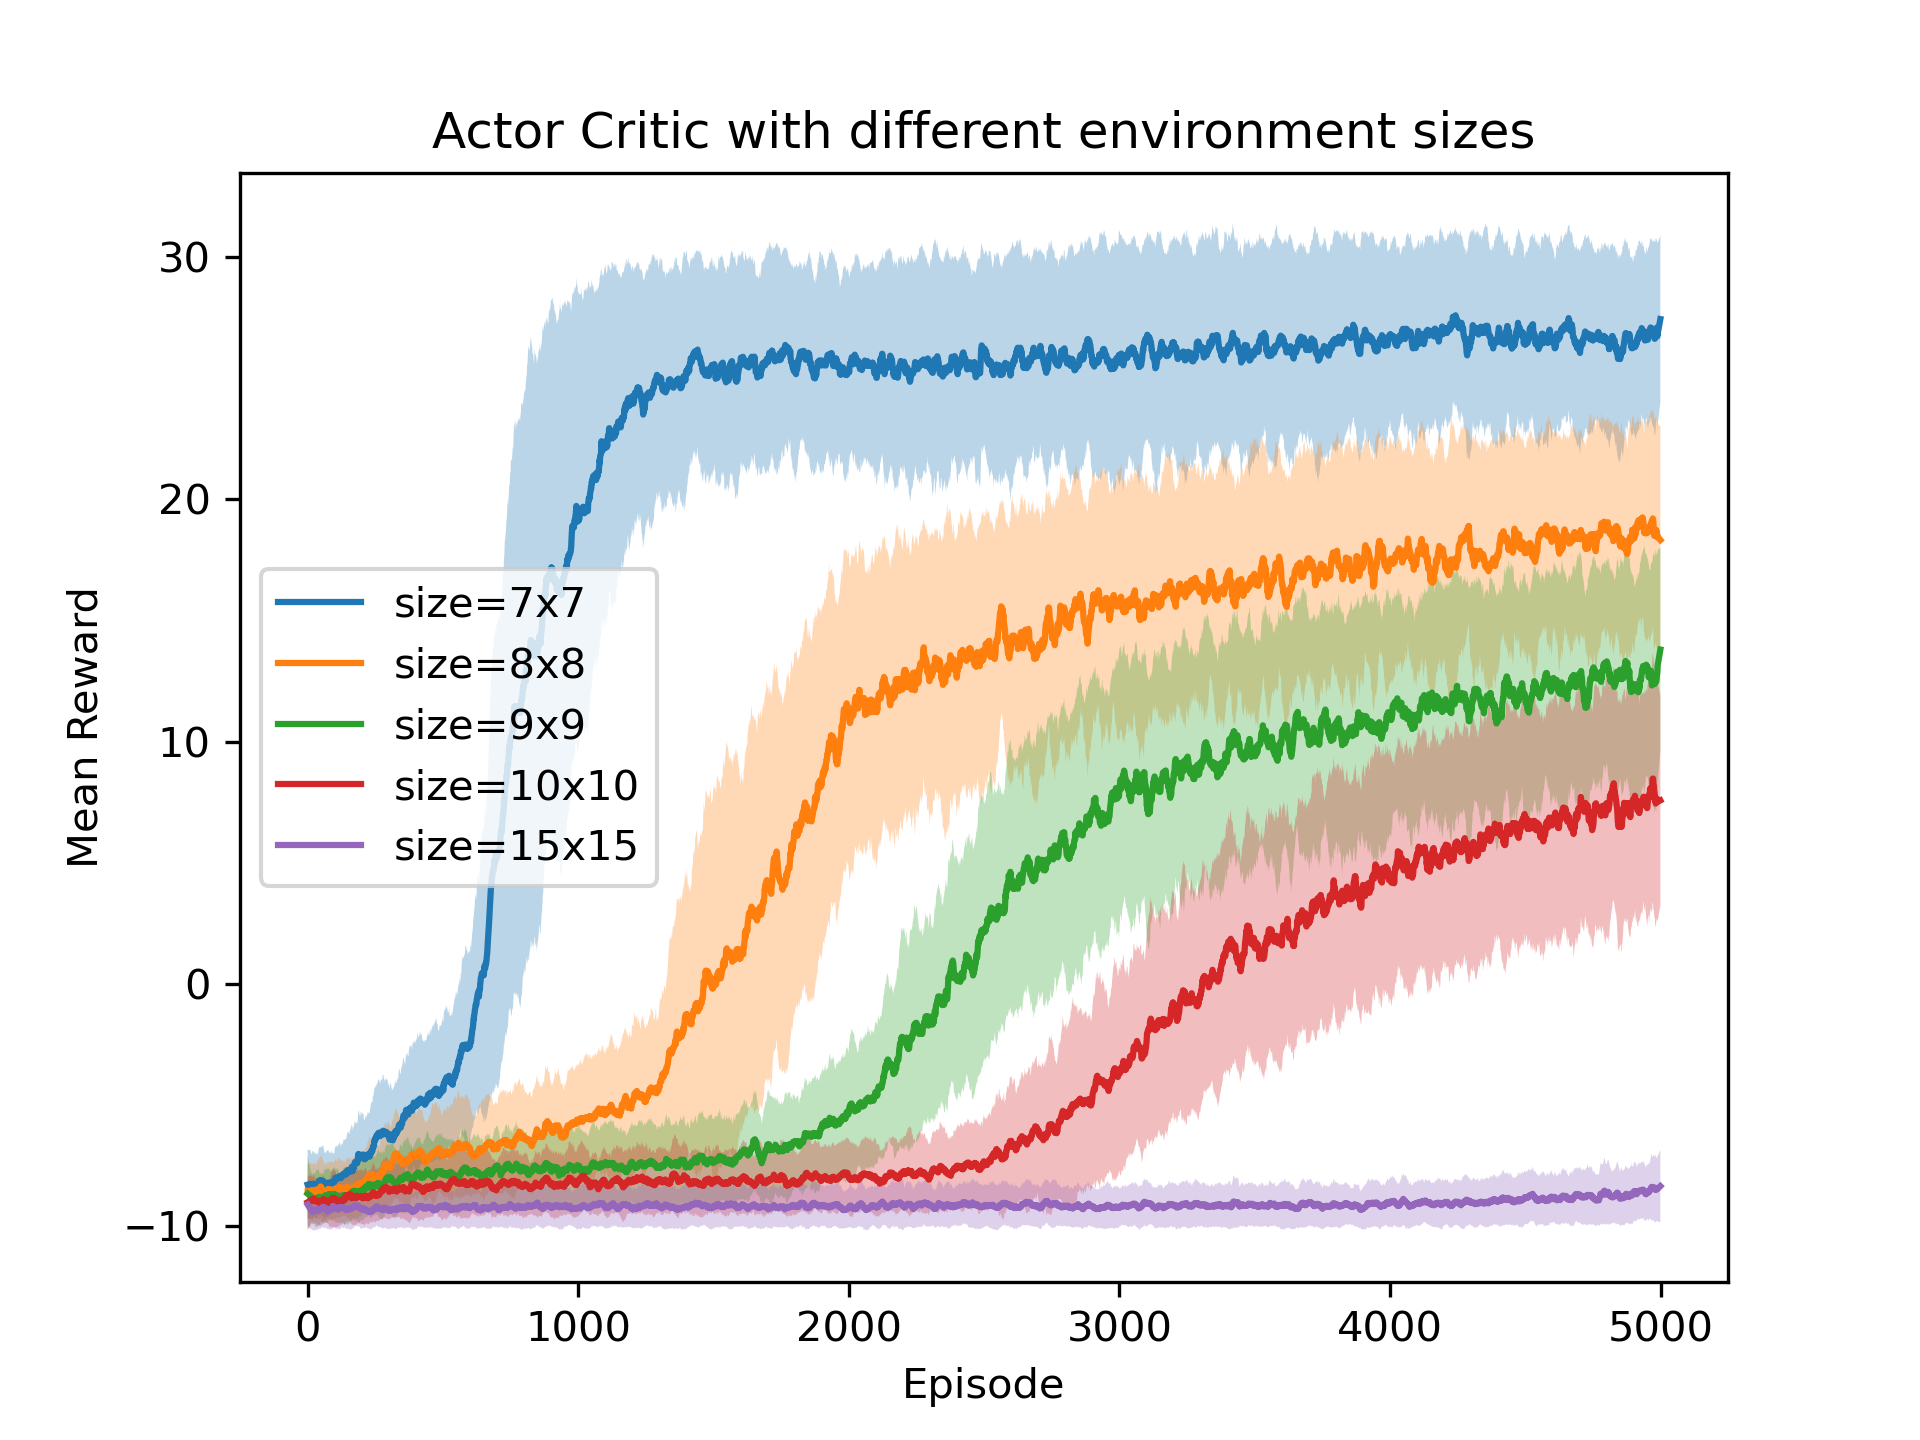 Actor Critic with different environment sizes
30
20
10
0
−10
Mean Reward
size=7x7
size=8x8
size=9x9
size=10x10
size=15x15
0 1000 2000 3000 4000 5000
Episode